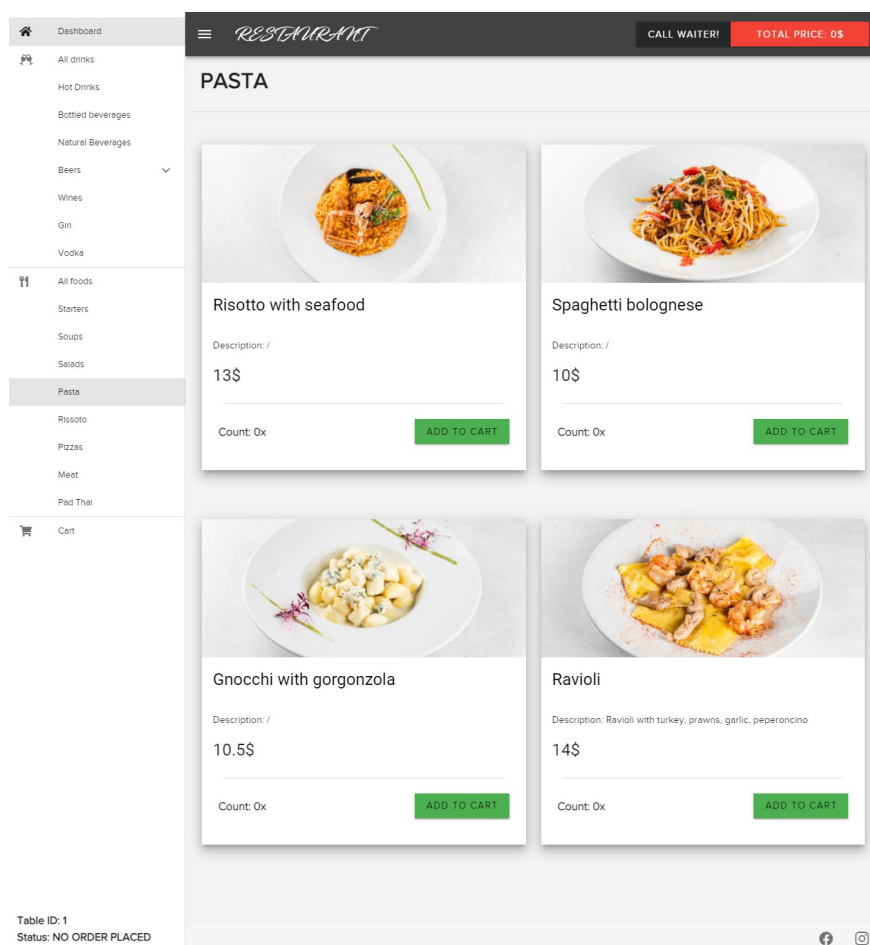 Dashboard
All drinks
Hot Drinks
Bottled beverages
Natural Beverages
Beers
Wines
Gin
Vodka
All foods
Starters
Soups
Salads
Pasta
Rissoto
Pizzas
Meat
Pad Thai
Cart
Table ID: 1
Status: NO ORDER PLACED
RESTAURANT
CALL WAITER!
TOTAL PRICE: 0$
PASTA
Risotto with seafood
Description: /
13$
Count: 0x
ADD TO CART
Spaghetti bolognese
Description: /
10$
Count: 0x
ADD TO CART
Gnocchi with gorgonzola
Description: /
10.5$
Count: 0x
ADD TO CART
Ravioli
Description: Ravioli with turkey, prawns, garlic, peperoncino
14$
Count: 0x
ADD TO CART